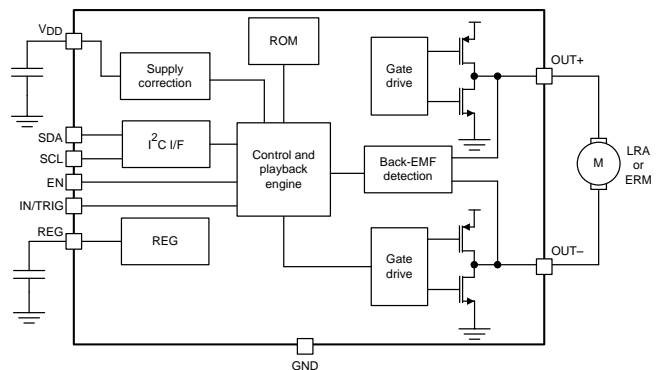 VDD
SDA
SCL
EN
IN/TRIG
REG
Supply
correction
I2C I/F
REG
ROM
Control and
playback
engine
Gate
drive
Back-EMF
detection
Gate
drive
OUT+
M
LRA
or
ERM
OUT–
GND